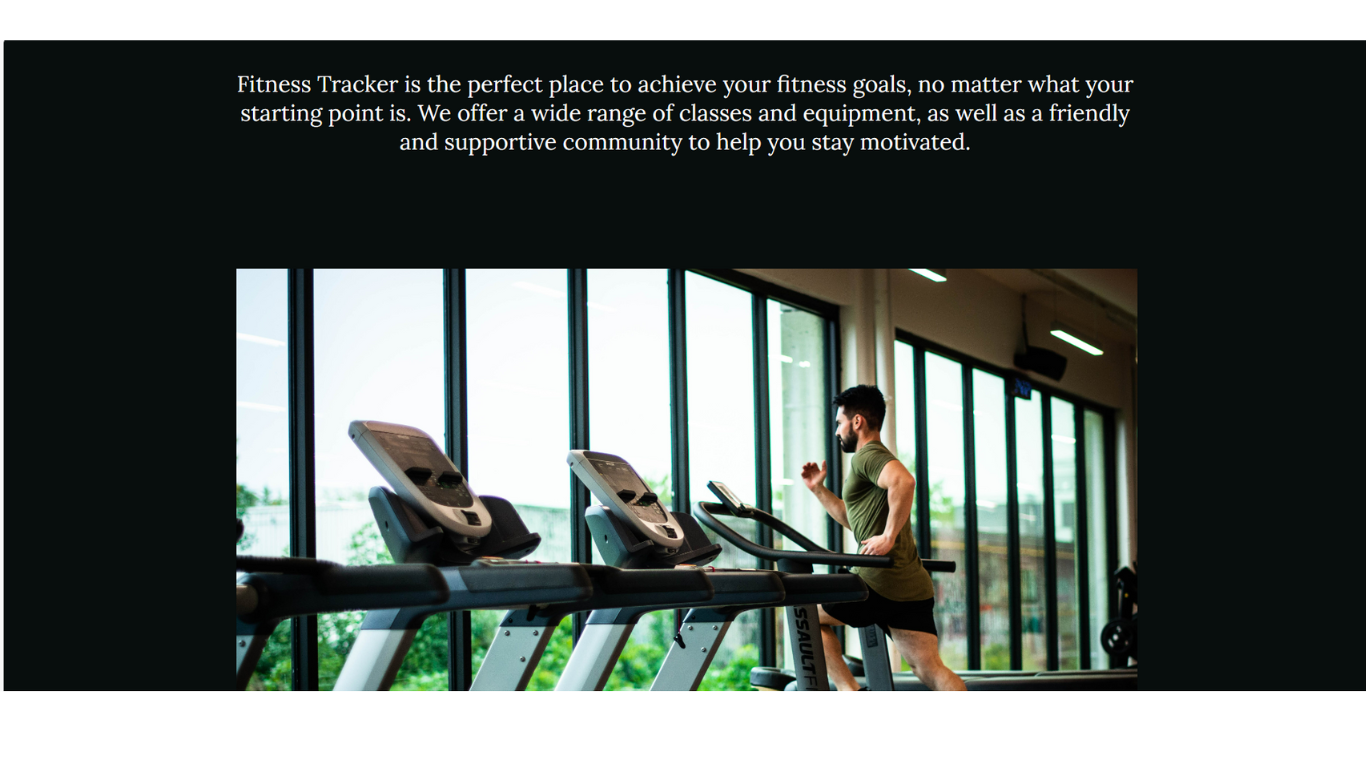 Fitness Tracker is the perfect place to achieve your fitness goals, no matter what your
starting point is. We offer a wide range of classes and equipment, as well as a friendly
and supportive community to help you stay motivated.
SSAULTFI